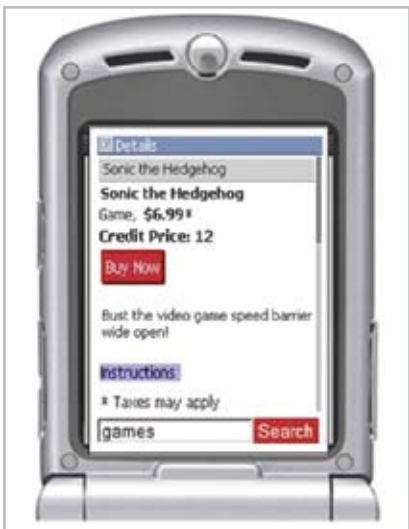 Details
Sonic the Hedgehog
Sonic the Hedgehog
Game, $6.99*
Credit Price: 12
Buy Now
Bust the video game speed barrier
wide open!
Instructions
* Taxes may apply
games Search